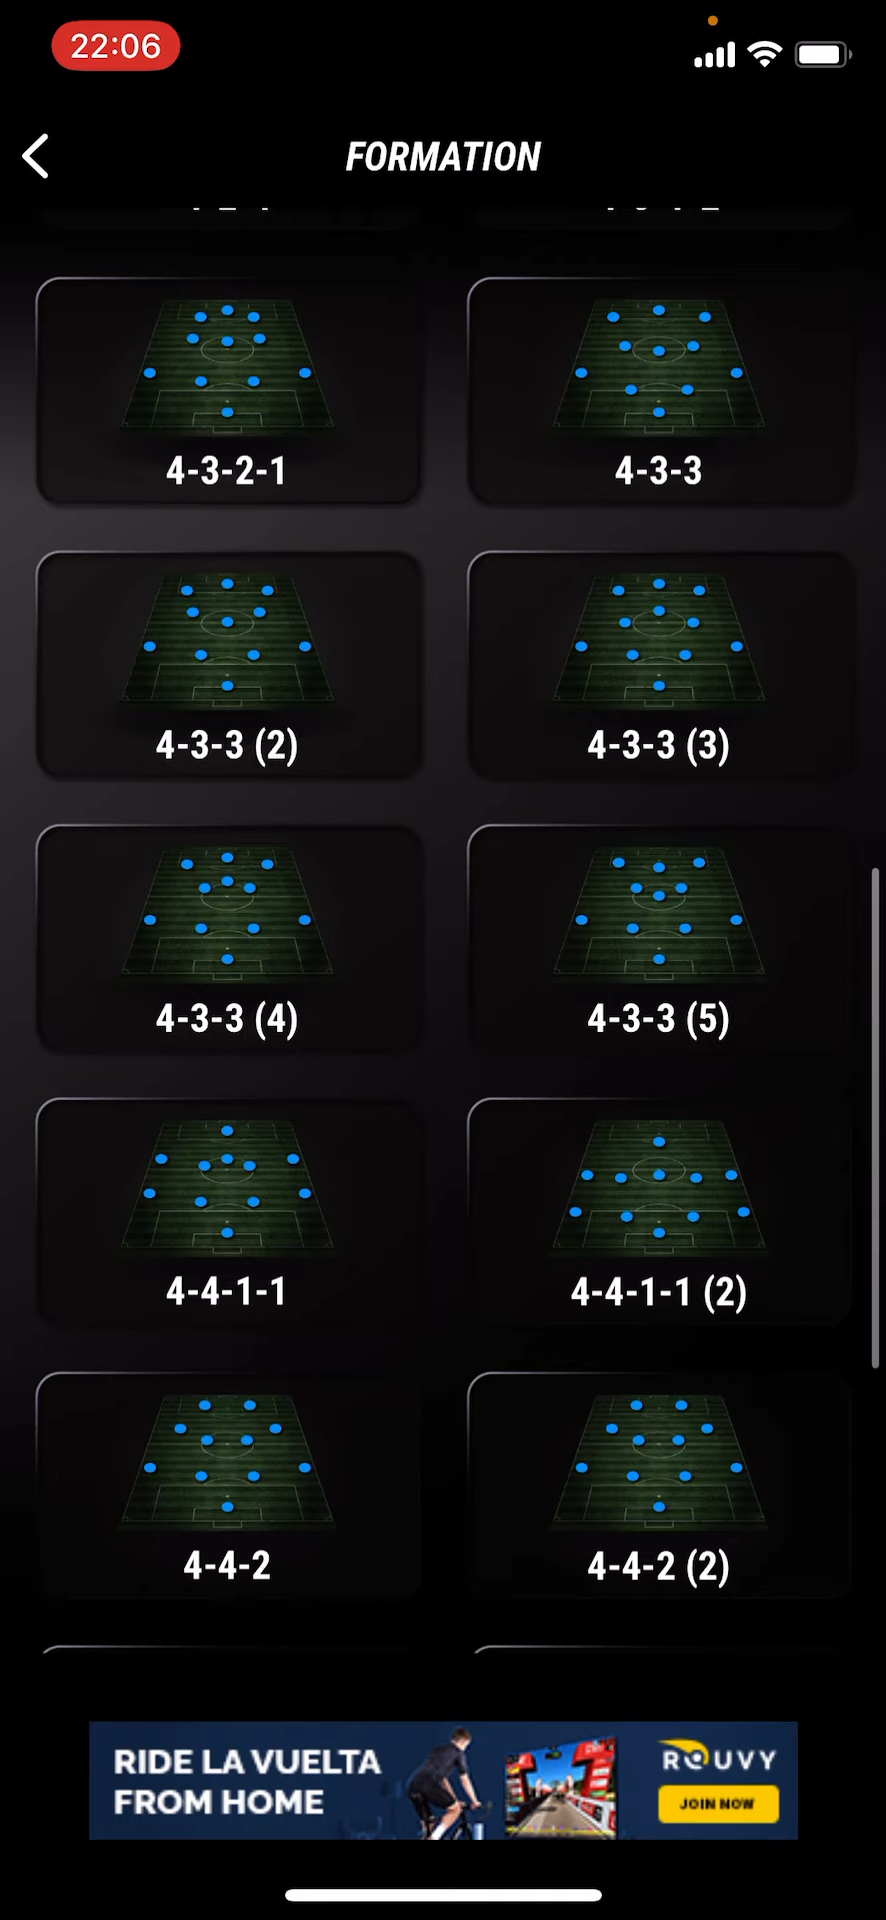 22:06
FORMATION
4-3-2-1
4-3-3
4-3-3 (2)
4-3-3 (3)
4-3-3 (4)
4-3-3 (5)
4-4-1-1
4-4-1-1 (2)
4-4-2
4-4-2 (2)
RIDE LA VUELTA
FROM HOME
ROUVY
JOIN NOW